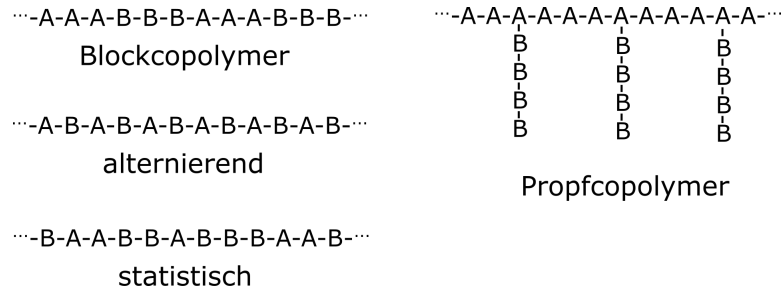 ···-A-A-A-B-B-B-A-A-A-B-B-B-···
Blockcopolymer
···-A-B-A-B-A-B-A-B-A-B-A-B-···
alternierend
···-B-A-A-B-B-A-B-B-B-A-A-B-···
statistisch
···-A-A-A-A-A-A-A-A-A-A-A-A-···
B B B
B B B
B B B
B B B
Propfcopolymer